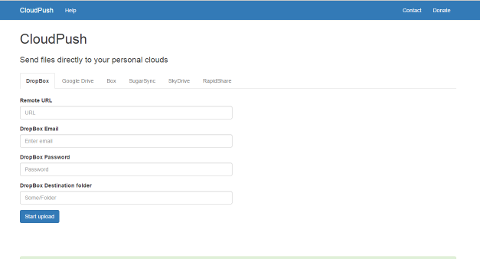 CloudPush Help Contact Donate
CloudPush
Send files directly to your personal clouds
DropBox Google Drive Box SugarSync SkyDrive RapidShare
Remote URL
URL
DropBox Email
Enter email
DropBox Password
Password
DropBox Destination folder
Some/Folder
Start upload